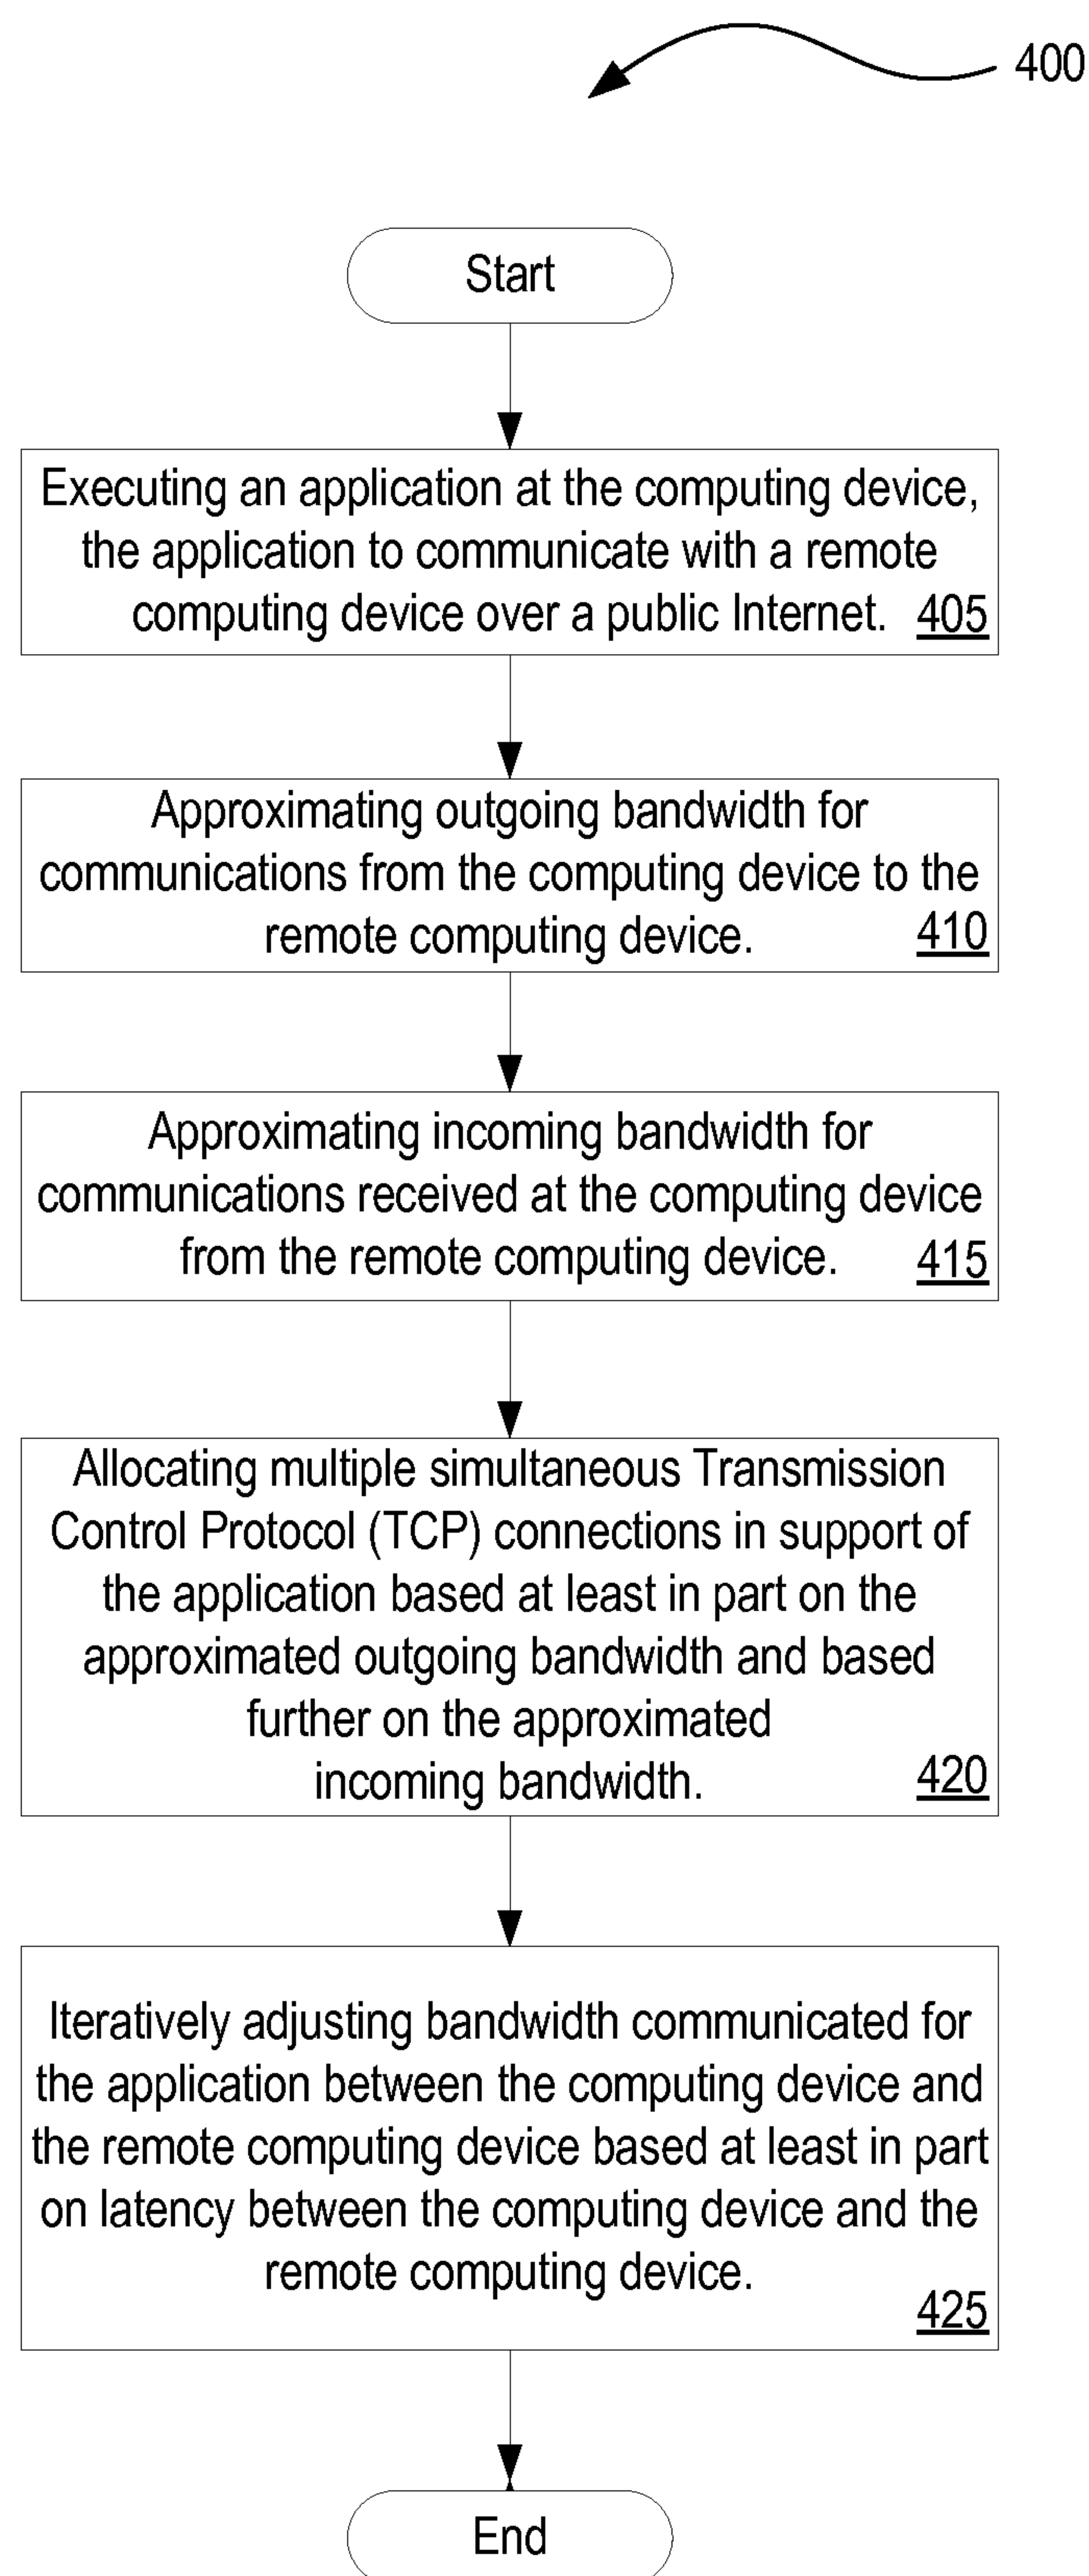 400
Start
Executing an application at the computing device,
the application to communicate with a remote
computing device over a public Internet. 405
Approximating outgoing bandwidth for
communications from the computing device to the
remote computing device. 410
Approximating incoming bandwidth for
communications received at the computing device
from the remote computing device. 415
Allocating multiple simultaneous Transmission
Control Protocol (TCP) connections in support of
the application based at least in part on the
approximated outgoing bandwidth and based
further on the approximated
incoming bandwidth. 420
Iteratively adjusting bandwidth communicated for
the application between the computing device and
the remote computing device based at least in part
on latency between the computing device and the
remote computing device.
425
End